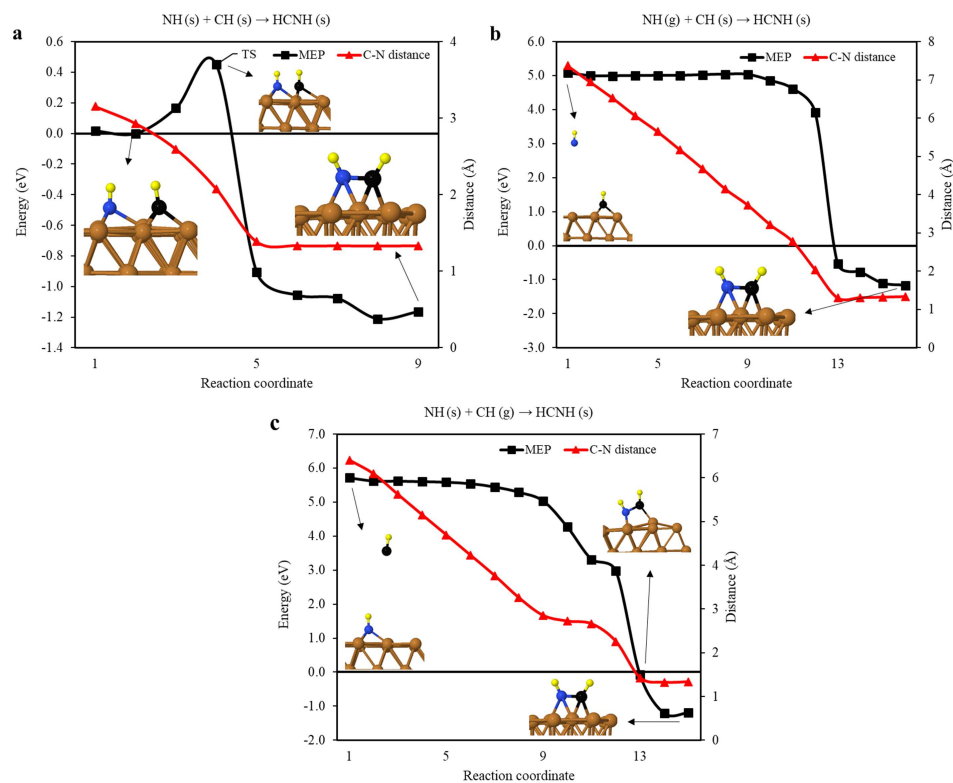 NH (s) + CH (s) → HCNH (s)
a
TS
MEP
C-N distance
0.6
0.4
0.2
0.0
-0.2
-0.4
-0.6
-0.8
-1.0
-1.2
-1.4
Energy (eV)
4
3
2
1
0
Distance (Å)
1
5
9
Reaction coordinate
NH (g) + CH (s) → HCNH (s)
b
MEP
C-N distance
6.0
5.0
4.0
3.0
2.0
1.0
0.0
-1.0
-2.0
-3.0
Energy (eV)
8
7
6
5
4
3
2
1
0
Distance (Å)
1
5
9
13
Reaction coordinate
NH (s) + CH (g) → HCNH (s)
c
MEP
C-N distance
7.0
6.0
5.0
4.0
3.0
2.0
1.0
0.0
-1.0
-2.0
Energy (eV)
7
6
5
4
3
2
1
0
Distance (Å)
1
5
9
13
Reaction coordinate